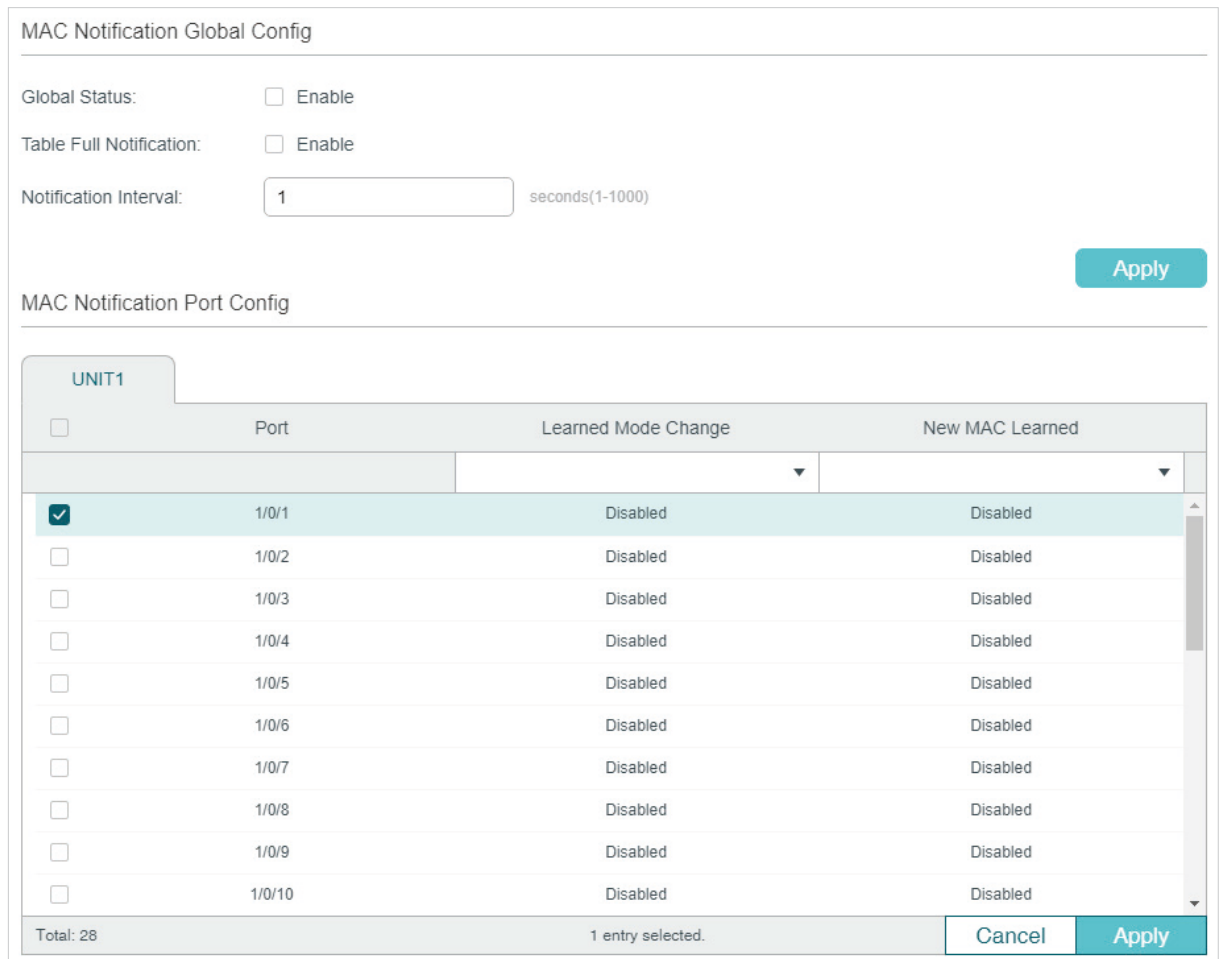 MAC Notification Global Config
Global Status: Enable
Table Full Notification: Enable
Notification Interval: 1 seconds(1-1000)
Apply
MAC Notification Port Config
UNIT1
Port Learned Mode Change New MAC Learned
1/0/1 Disabled Disabled
1/0/2 Disabled Disabled
1/0/3 Disabled Disabled
1/0/4 Disabled Disabled
1/0/5 Disabled Disabled
1/0/6 Disabled Disabled
1/0/7 Disabled Disabled
1/0/8 Disabled Disabled
1/0/9 Disabled Disabled
1/0/10 Disabled Disabled
Total: 28 1 entry selected. Cancel Apply